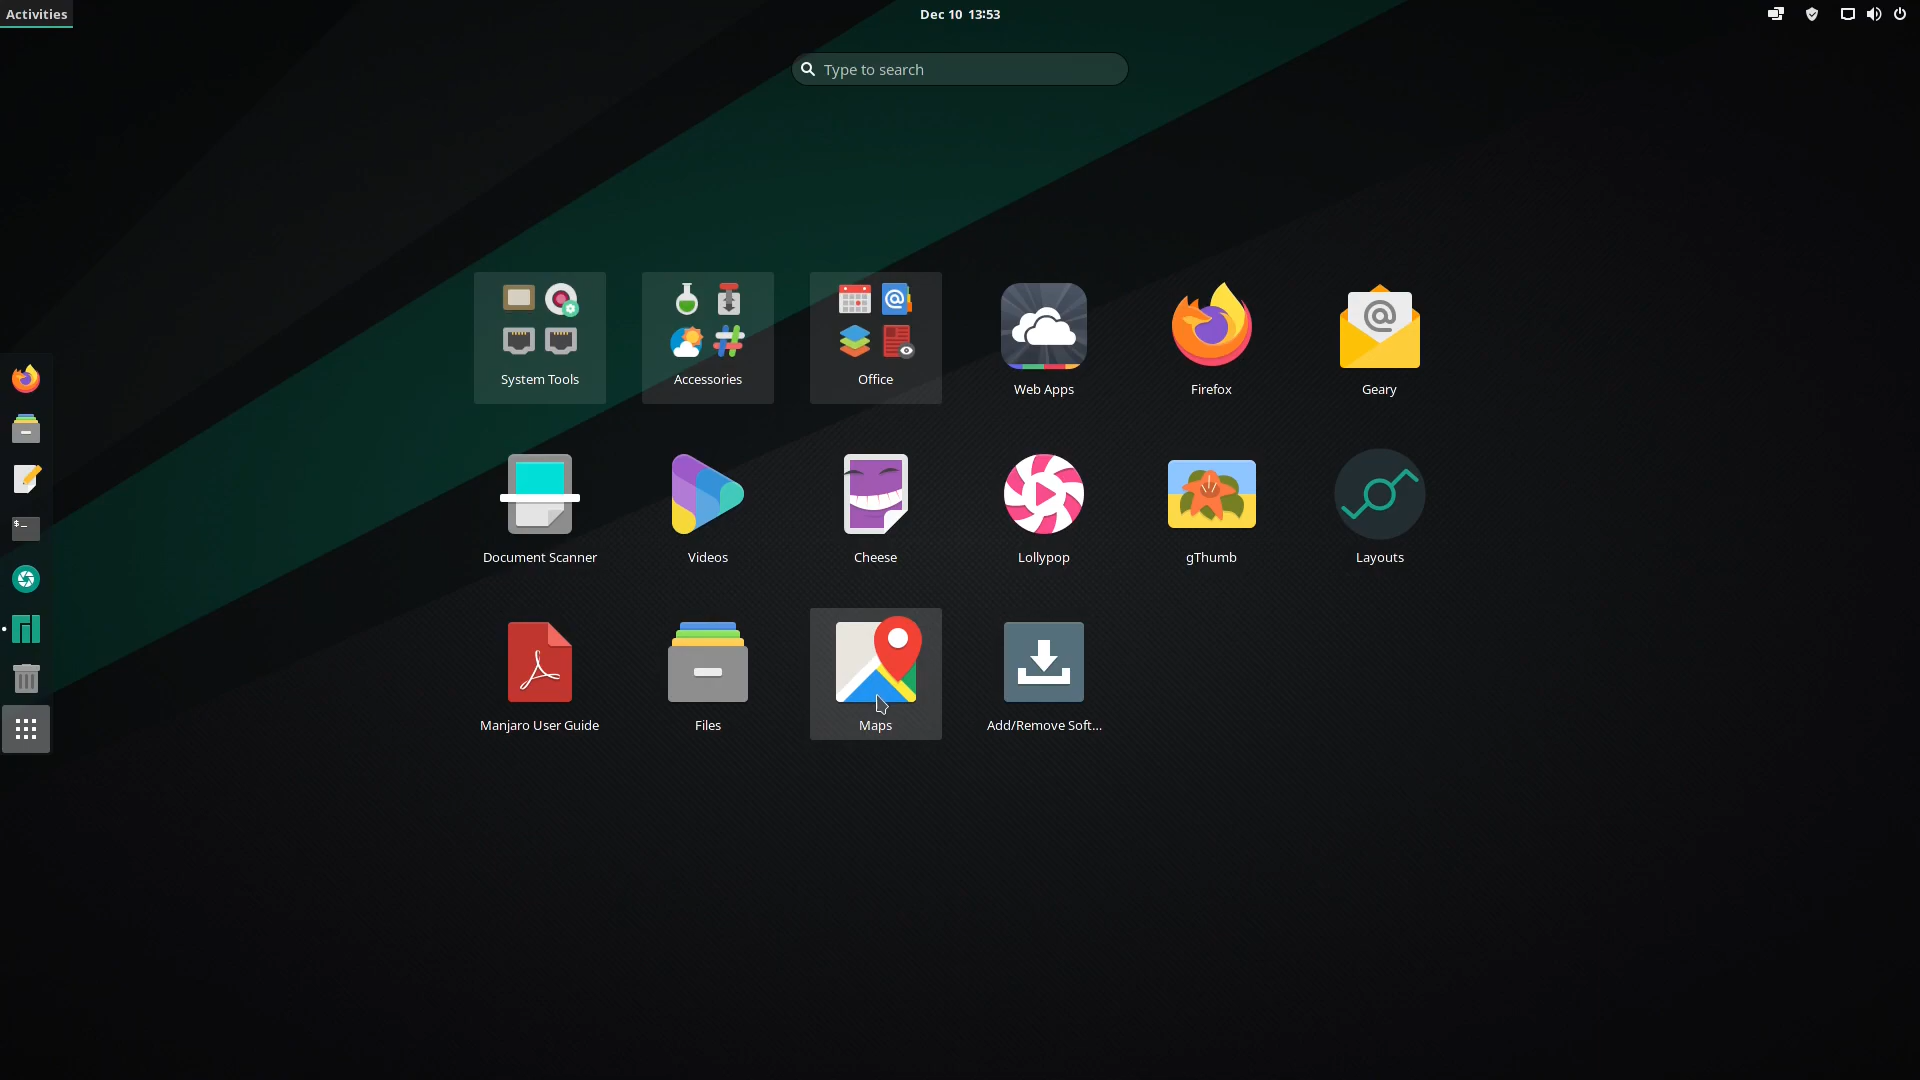 Activities
Dec 10 13:53
Type to search
System Tools
Accessories
Office
Web Apps
Firefox
Geary
Document Scanner
Videos
Cheese
Lollypop
gThumb
Layouts
Manjaro User Guide
Files
Maps
Add/Remove Soft...